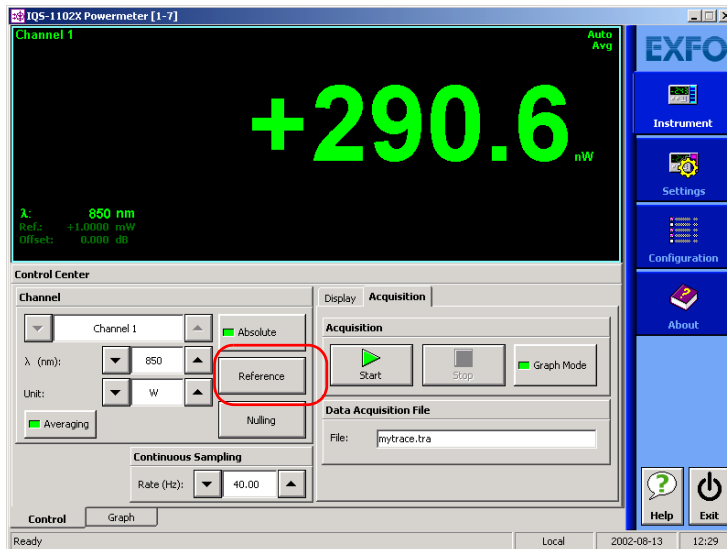 IQS-1102X Powermeter [1-7]
Channel 1
Auto
Avg
+290.6 nW
λ: 850 nm
Ref.: +1.0000 mW
Offset: 0.000 dB
EXFO
Instrument
Settings
Configuration
About
Control Center
Channel
Channel 1
Absolute
λ (nm): 850
Reference
Unit: W
Averaging
Nulling
Continuous Sampling
Rate (Hz): 40.00
Display Acquisition
Acquisition
Start
Stop
Graph Mode
Data Acquisition File
File: mytrace.tra
Help
Exit
Control Graph
Ready
Local
2002-08-13
12:29